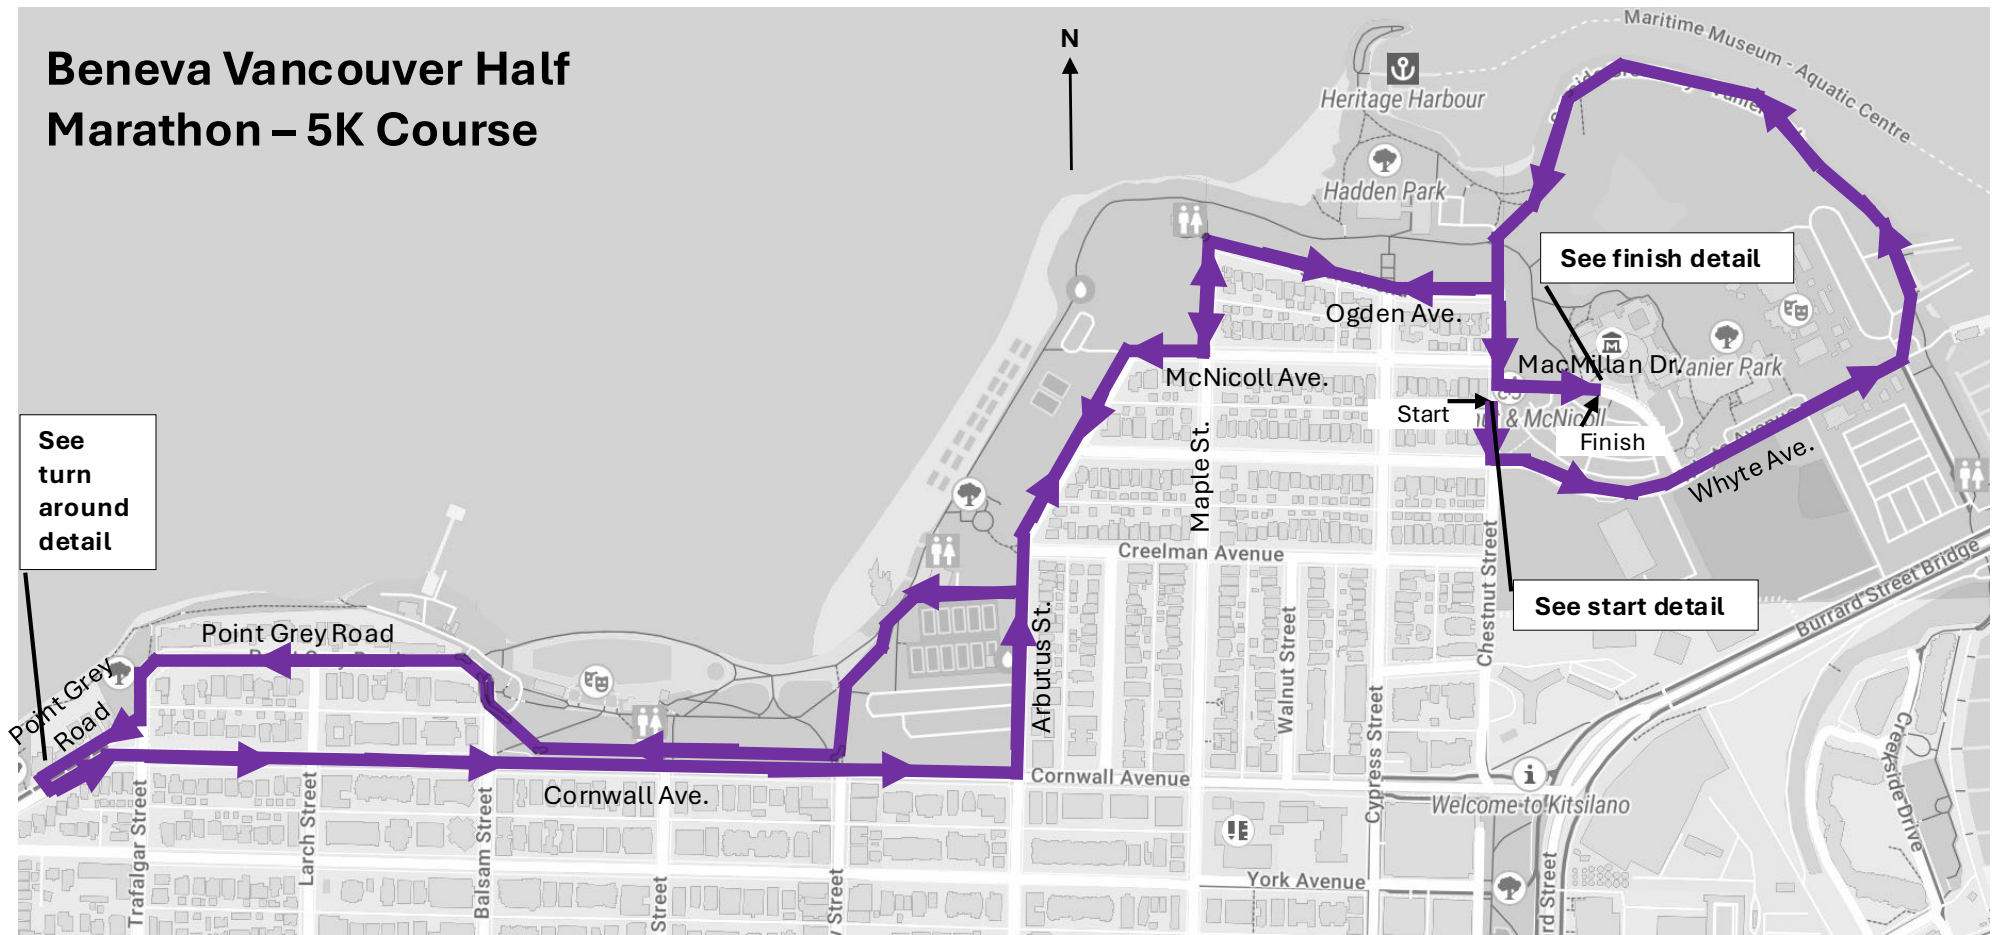 Beneva Vancouver Half
Marathon – 5K Course
N
Maritime Museum - Aquatic Centre
Heritage Harbour
Hadden Park
See finish detail
Ogden Ave.
MacMillan Dr.
Vanier Park
McNicoll Ave.
Start
& McNicoll
Finish
See
turn
around
detail
Maple St.
Whyte Ave.
Creelman Avenue
Chestnut Street
Burrard Street Bridge
See start detail
Point Grey Road
Arbutus St.
Walnut Street
Point Grey
Road
Cypress Street
Creekside Drive
Cornwall Avenue
Cornwall Ave.
i
Welcome to Kitsilano
Trafalgar Street
Larch Street
Balsam Street
Street
Street
York Avenue
rd Street